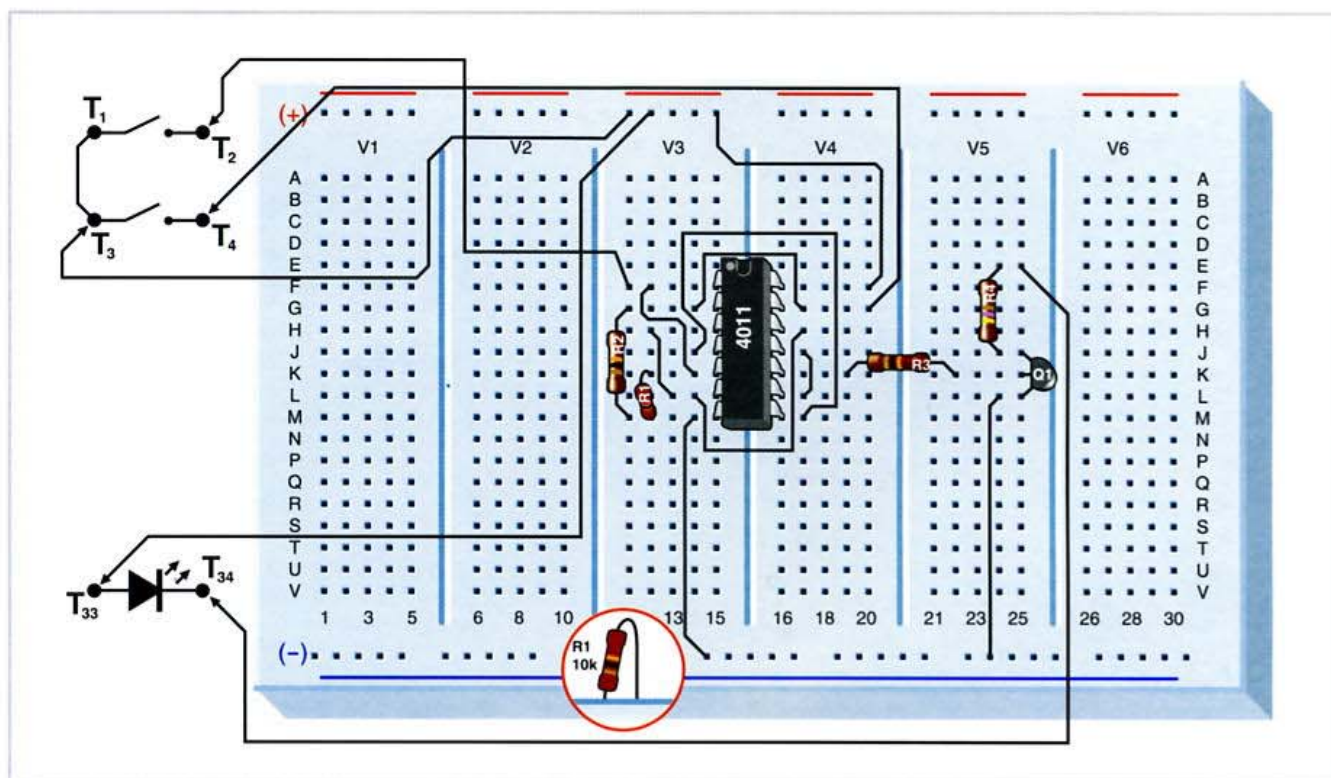 (+)
T1
T2
T3
T4
V1 V2 V3 V4 V5 V6
A A
B B
C C
D D
E E
F F
G G
H H
J J
K K
L L
M M
N N
P P
Q Q
R R
S S
T T
U U
V V
4011
R2
R1
R3
R4
Q1
T33
T34
1 3 5 6 8 10 13 15 16 18 20 21 23 25 26 28 30
(-)
R1
10k